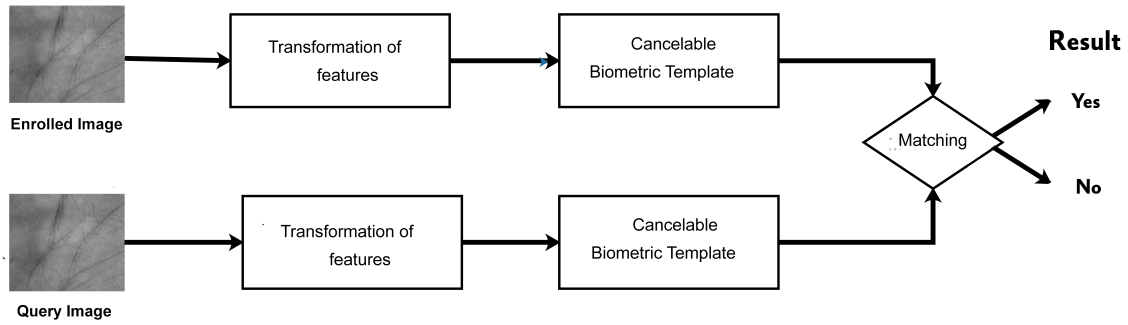 Enrolled Image
Transformation of
features
Cancelable
Biometric Template
Result
Yes
Matching
No
Query Image
Transformation of
features
Cancelable
Biometric Template